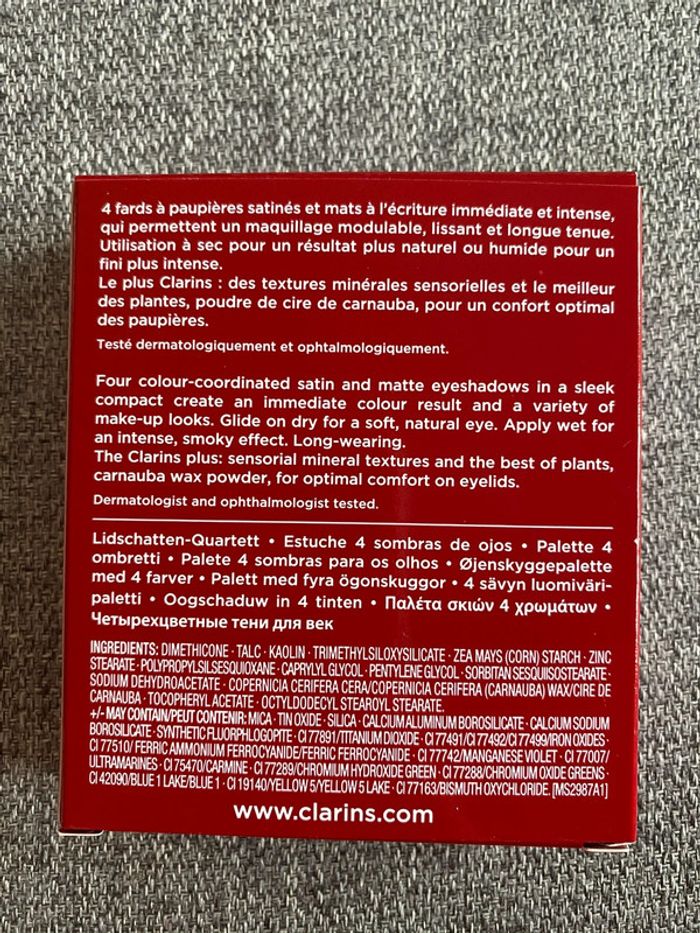 4 fards à paupières satinés et mats à l'écriture immédiate et intense,
qui permettent un maquillage modulable, lissant et longue tenue.
Utilisation à sec pour un résultat plus naturel ou humide pour un
fini plus intense.
Le plus Clarins : des textures minérales sensorielles et le meilleur
des plantes, poudre de cire de carnauba, pour un confort optimal
des paupières.
Testé dermatologiquement et ophtalmologiquement.
Four colour-coordinated satin and matte eyeshadows in a sleek
compact create an immediate colour result and a variety of
make-up looks. Glide on dry for a soft, natural eye. Apply wet for
an intense, smoky effect. Long-wearing.
The Clarins plus: sensorial mineral textures and the best of plants,
carnauba wax powder, for optimal comfort on eyelids.
Dermatologist and ophthalmologist tested.
Lidschatten-Quartett • Estuche 4 sombras de ojos • Palette 4
ombretti • Palete 4 sombras para os olhos • Øjenskyggepalette
med 4 farver • Palett med fyra ögonskuggor • 4 sävyn luomiväri-
paletti • Oogschaduw in 4 tinten • Παλέτα σκιών 4 χρωμάτων •
Четырехцветные тени для век
INGREDIENTS: DIMETHICONE · TALC · KAOLIN · TRIMETHYLSILOXYSILICATE · ZEA MAYS (CORN) STARCH · ZINC
STEARATE · POLYPROPYLSILSESQUIOXANE · CAPRYLYL GLYCOL · PENTYLENE GLYCOL · SORBITAN SESQUIISOSTEARATE ·
SODIUM DEHYDROACETATE · COPERNICIA CERIFERA CERA/COPERNICIA CERIFERA (CARNAUBA) WAX/CIRE DE
CARNAUBA · TOCOPHERYL ACETATE · OCTYLDODECYL STEAROYL STEARATE.
+/- MAY CONTAIN/PEUT CONTENIR: MICA · TIN OXIDE · SILICA · CALCIUM ALUMINUM BOROSILICATE · CALCIUM SODIUM
BOROSILICATE · SYNTHETIC FLUORPHLOGOPITE · CI 77891/TITANIUM DIOXIDE · CI 77491/CI 77492/CI 77499/IRON OXIDES ·
CI 77510/ FERRIC AMMONIUM FERROCYANIDE/FERRIC FERROCYANIDE · CI 77742/MANGANESE VIOLET · CI 77007/
ULTRAMARINES · CI 75470/CARMINE · CI 77289/CHROMIUM HYDROXIDE GREEN · CI 77288/CHROMIUM OXIDE GREENS ·
CI 42090/BLUE 1 LAKE/BLUE 1 · CI 19140/YELLOW 5/YELLOW 5 LAKE · CI 77163/BISMUTH OXYCHLORIDE. [MS2987A1]
www.clarins.com